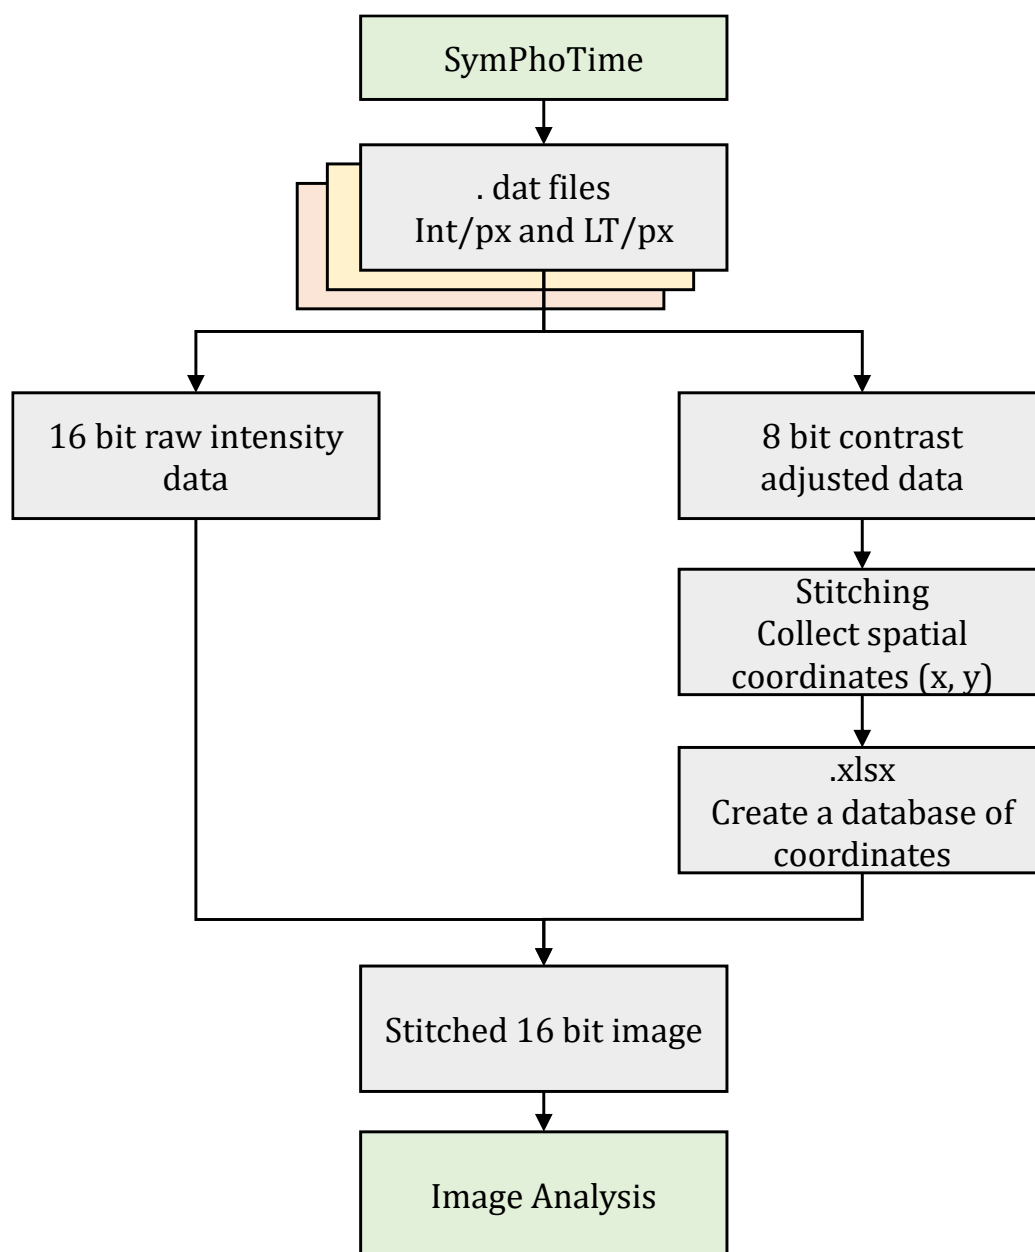 SymPhoTime
. dat files
Int/px and LT/px
16 bit raw intensity
data
8 bit contrast
adjusted data
Stitching
Collect spatial
coordinates (x, y)
.xlsx
Create a database of
coordinates
Stitched 16 bit image
Image Analysis